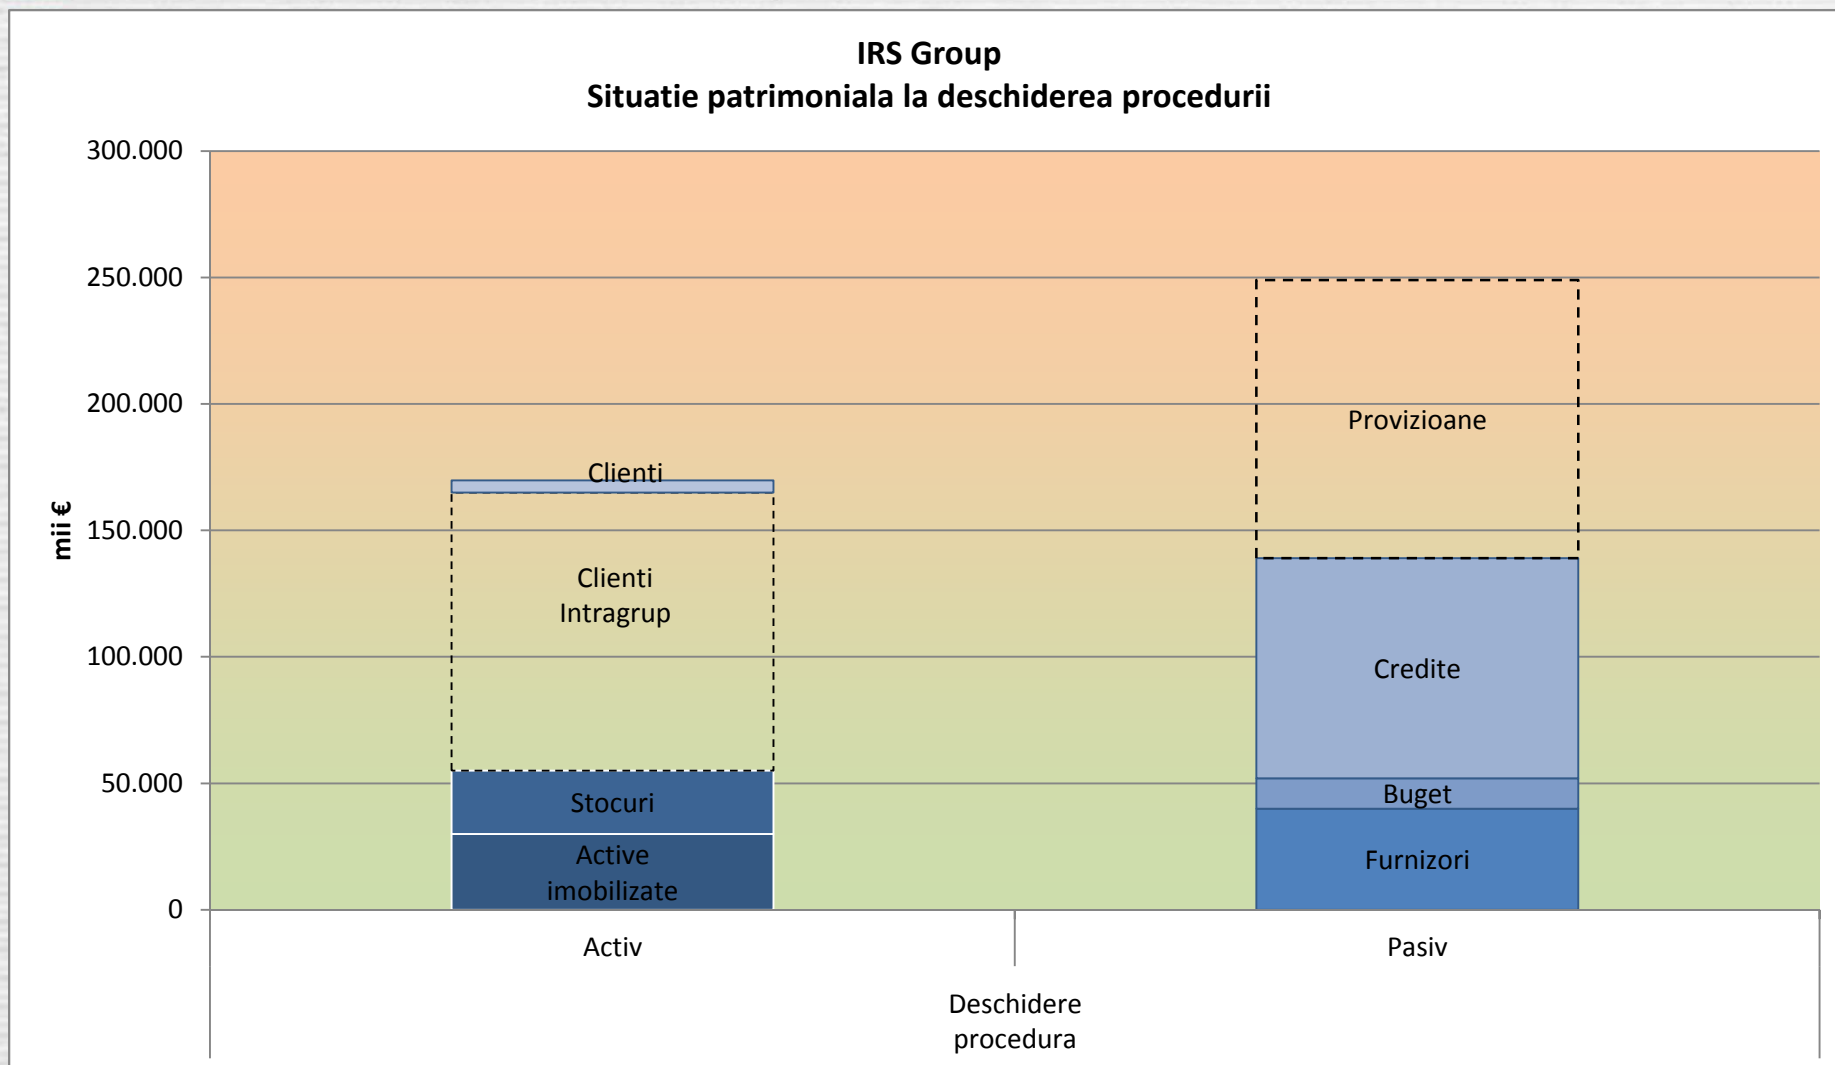 IRS Group
Situatie patrimoniala la deschiderea procedurii
300.000
250.000
200.000
150.000
100.000
50.000
0
mii €
Clienti
Clienti
Intragrup
Stocuri
Active
imobilizate
Provizioane
Credite
Buget
Furnizori
Activ
Pasiv
Deschidere
procedura